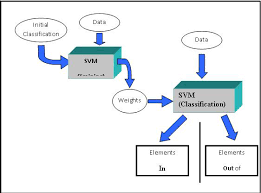 Initial
Classification
Data
SVM
Data
Weights
SVM
(Classification)
Elements
In
Elements
Out of